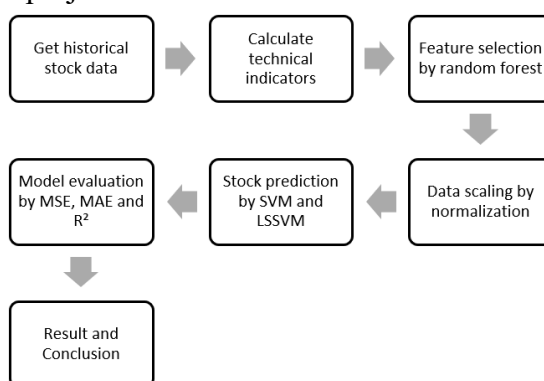 Get historical
stock data
Calculate
technical
indicators
Feature selection
by random forest
Data scaling by
normalization
Stock prediction
by SVM and
LSSVM
Model evaluation
by MSE, MAE and
R²
Result and
Conclusion